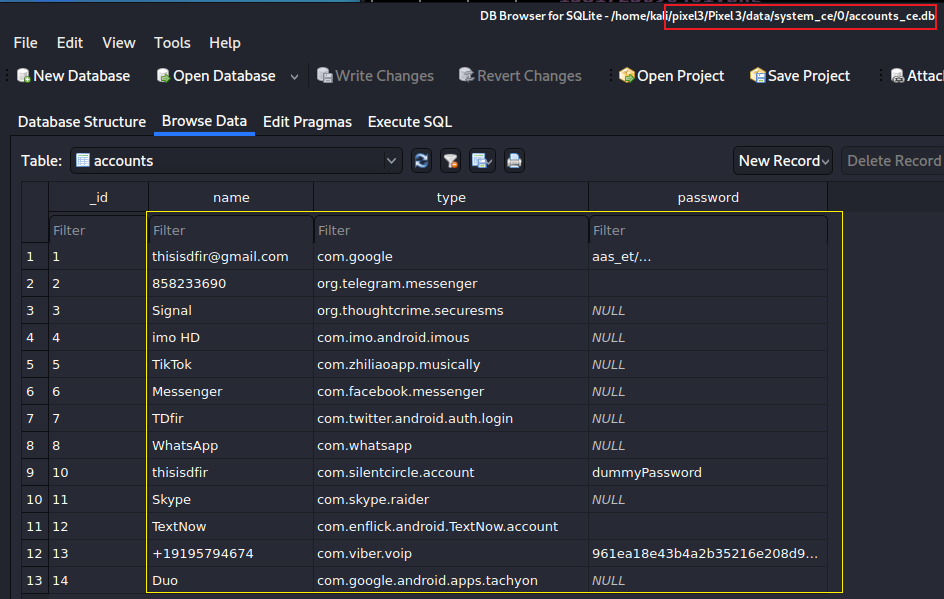 DB Browser for SQLite - /home/kali/pixel3/Pixel 3/data/system_ce/0/accounts_ce.db
File Edit View Tools Help
New Database Open Database Write Changes Revert Changes Open Project Save Project Attac
Database Structure Browse Data Edit Pragmas Execute SQL
Table: accounts New Record Delete Record
_id name type password
Filter Filter Filter Filter
1 1 thisisdfir@gmail.com com.google aas_et/...
2 2 858233690 org.telegram.messenger
3 3 Signal org.thoughtcrime.securesms NULL
4 4 imo HD com.imo.android.imous NULL
5 5 TikTok com.zhiliaoapp.musically NULL
6 6 Messenger com.facebook.messenger NULL
7 7 TDfir com.twitter.android.auth.login NULL
8 8 WhatsApp com.whatsapp NULL
9 10 thisisdfir com.silentcircle.account dummyPassword
10 11 Skype com.skype.raider NULL
11 12 TextNow com.enflick.android.TextNow.account
12 13 +19195794674 com.viber.voip 961ea18e43b4a2b35216e208d9...
13 14 Duo com.google.android.apps.tachyon NULL